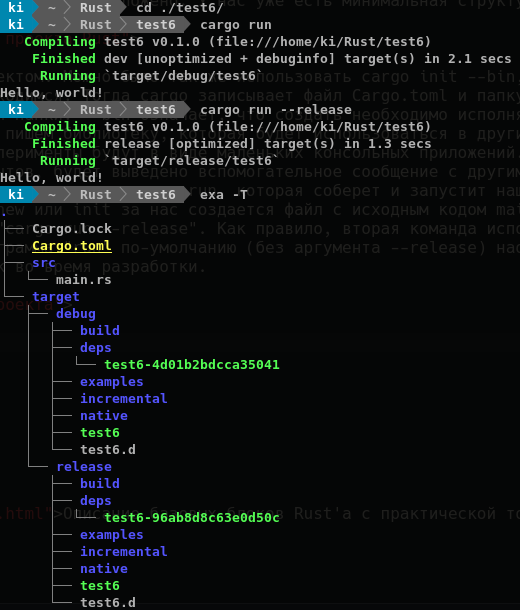 ki ~ Rust cd ./test6/
ki ~ Rust test6 cargo run
Compiling test6 v0.1.0 (file:///home/ki/Rust/test6)
Finished dev [unoptimized + debuginfo] target(s) in 2.1 secs
Running `target/debug/test6`
Hello, world!
ki ~ Rust test6 cargo run --release
Compiling test6 v0.1.0 (file:///home/ki/Rust/test6)
Finished release [optimized] target(s) in 1.3 secs
Running `target/release/test6`
Hello, world!
ki ~ Rust test6 exa -T
.
├── Cargo.lock
├── Cargo.toml
├── src
│  └── main.rs
└── target
   ├── debug
   │  ├── build
   │  ├── deps
   │  │  └── test6-4d01b2bdcca35041
   │  ├── examples
   │  ├── incremental
   │  ├── native
   │  ├── test6
   │  └── test6.d
   └── release
      ├── build
      ├── deps
      │  └── test6-96ab8d8c63e0d50c
      ├── examples
      ├── incremental
      ├── native
      ├── test6
      └── test6.d